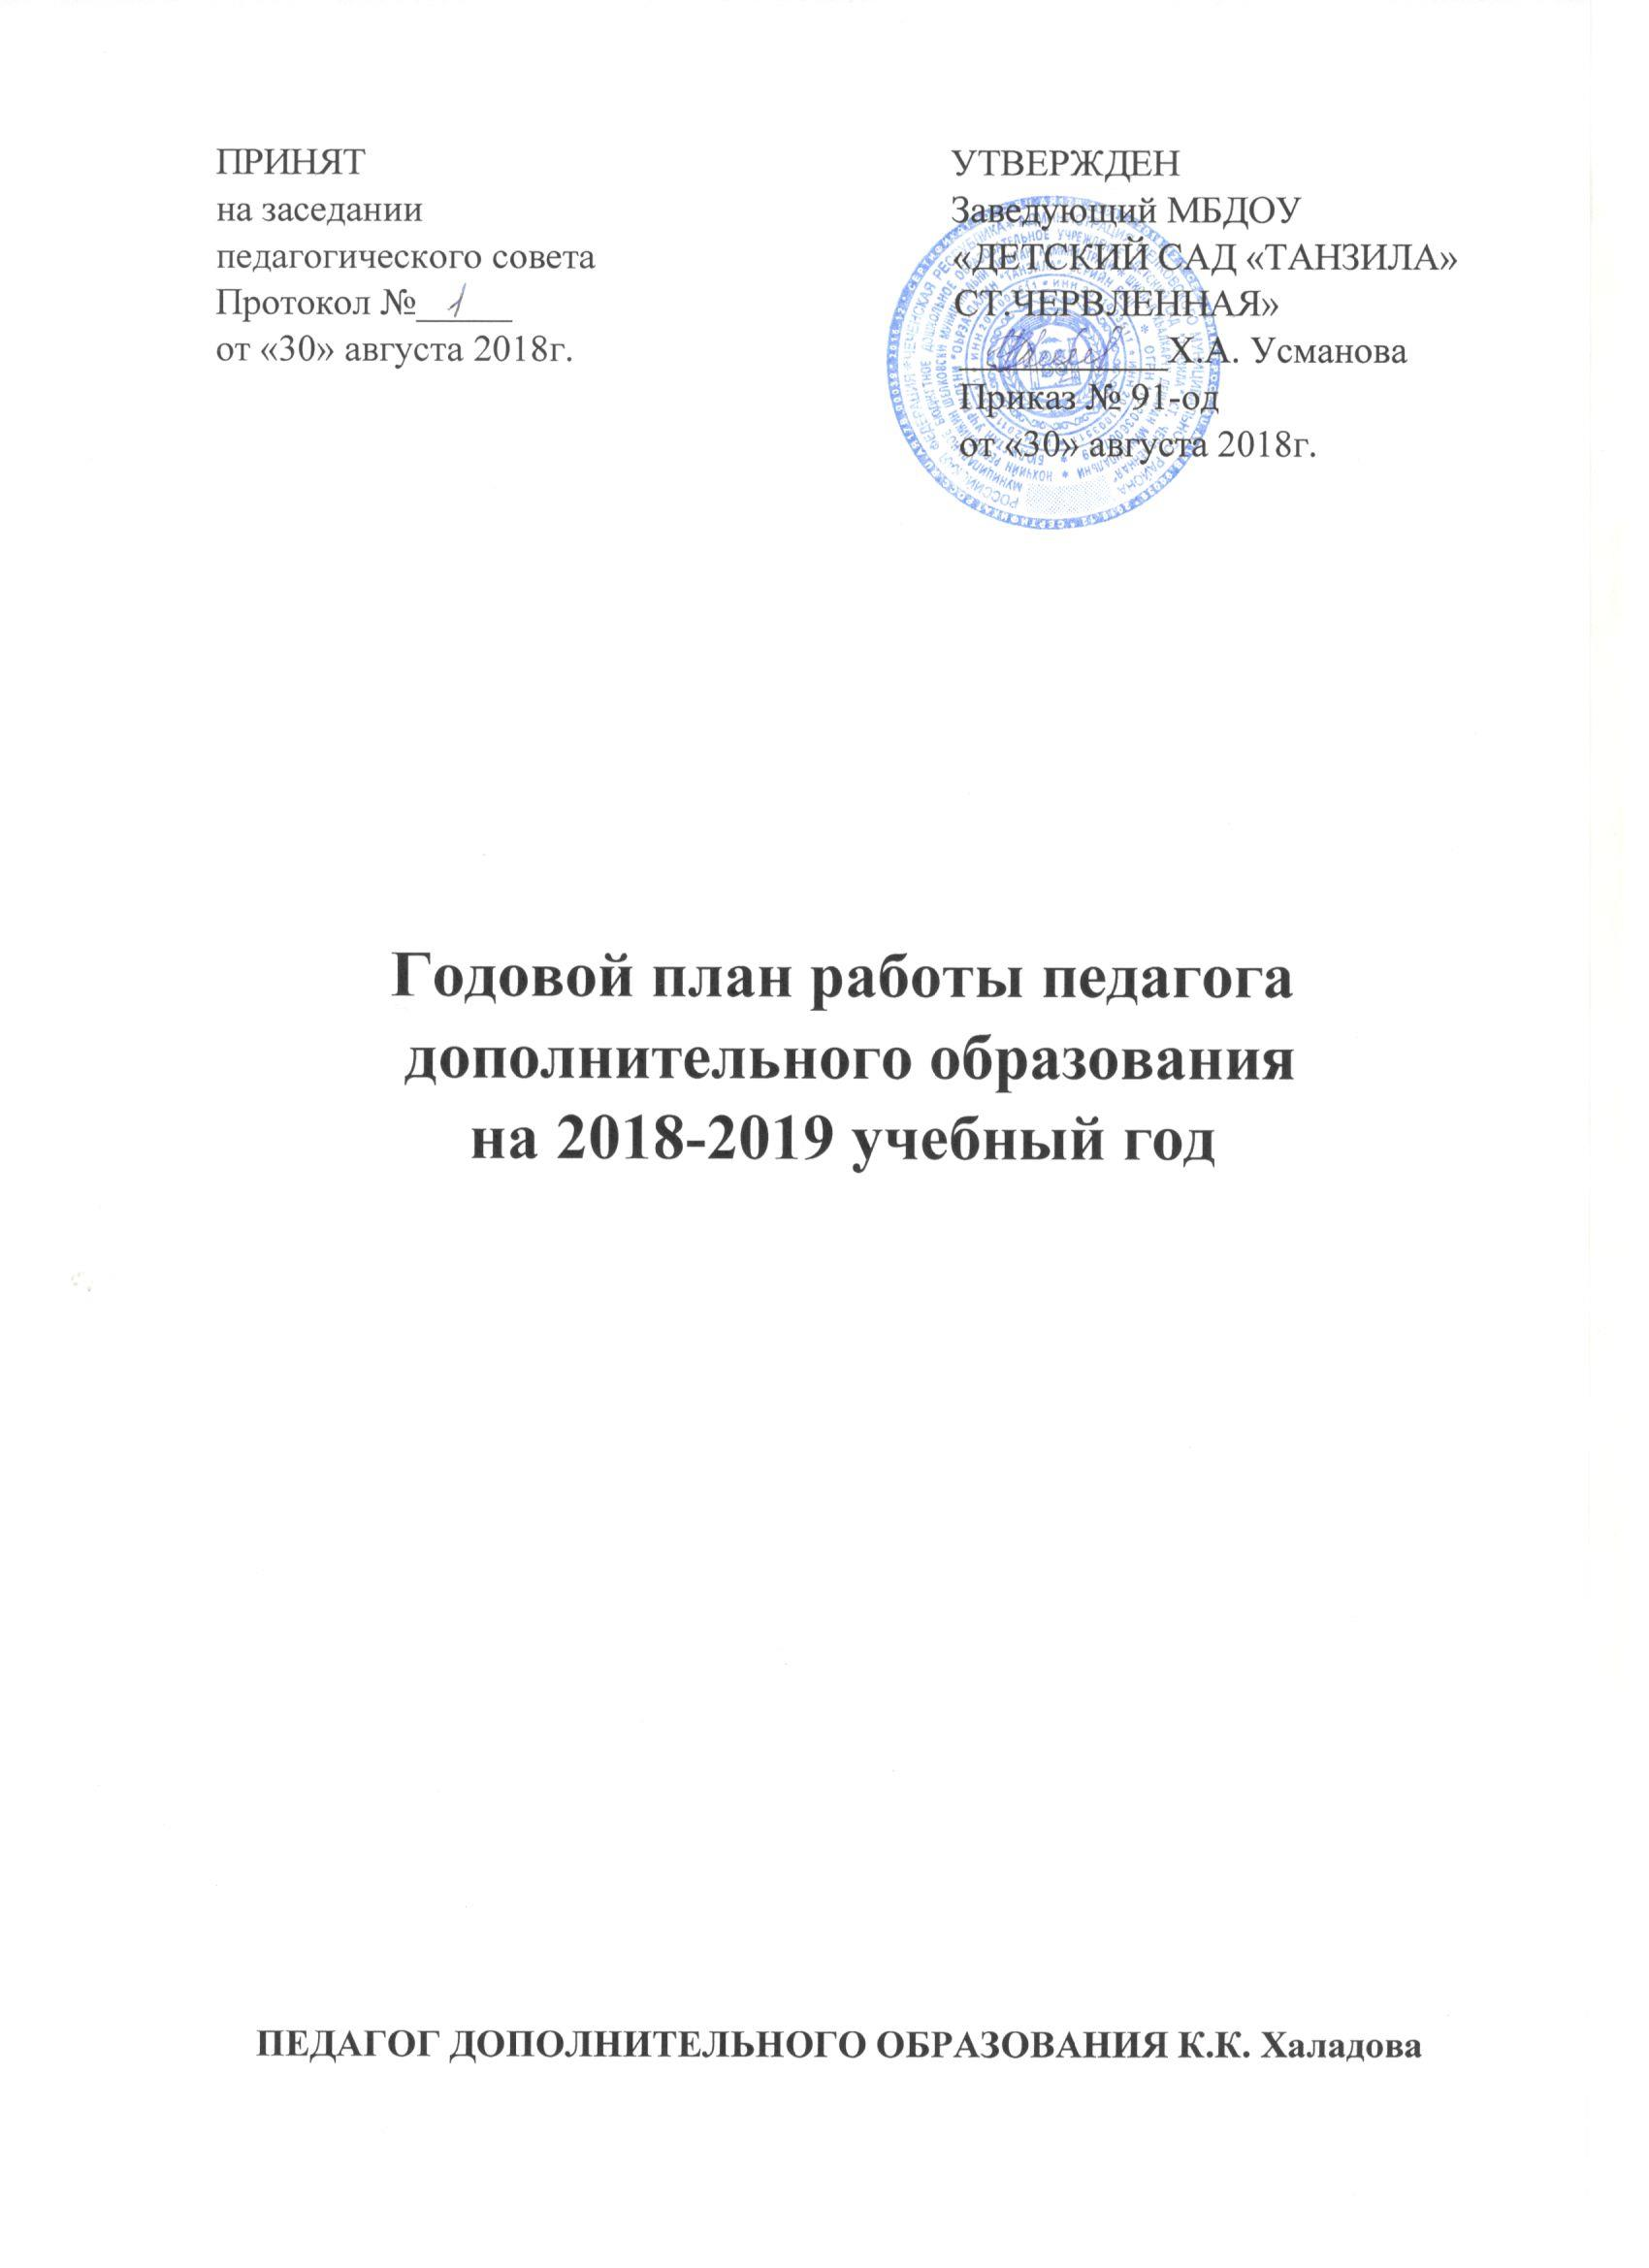 ПРИНЯТ
на заседании
педагогического совета
Протокол № 1
от «30» августа 2018г.
УТВЕРЖДЕН
Заведующий МБДОУ
«ДЕТСКИЙ САД «ТАНЗИЛА»
СТ.ЧЕРВЛЕННАЯ»
Х.А. Усманова
Приказ № 91-од
от «30» августа 2018г.
Годовой план работы педагога
дополнительного образования
на 2018-2019 учебный год
ПЕДАГОГ ДОПОЛНИТЕЛЬНОГО ОБРАЗОВАНИЯ К.К. Халадова